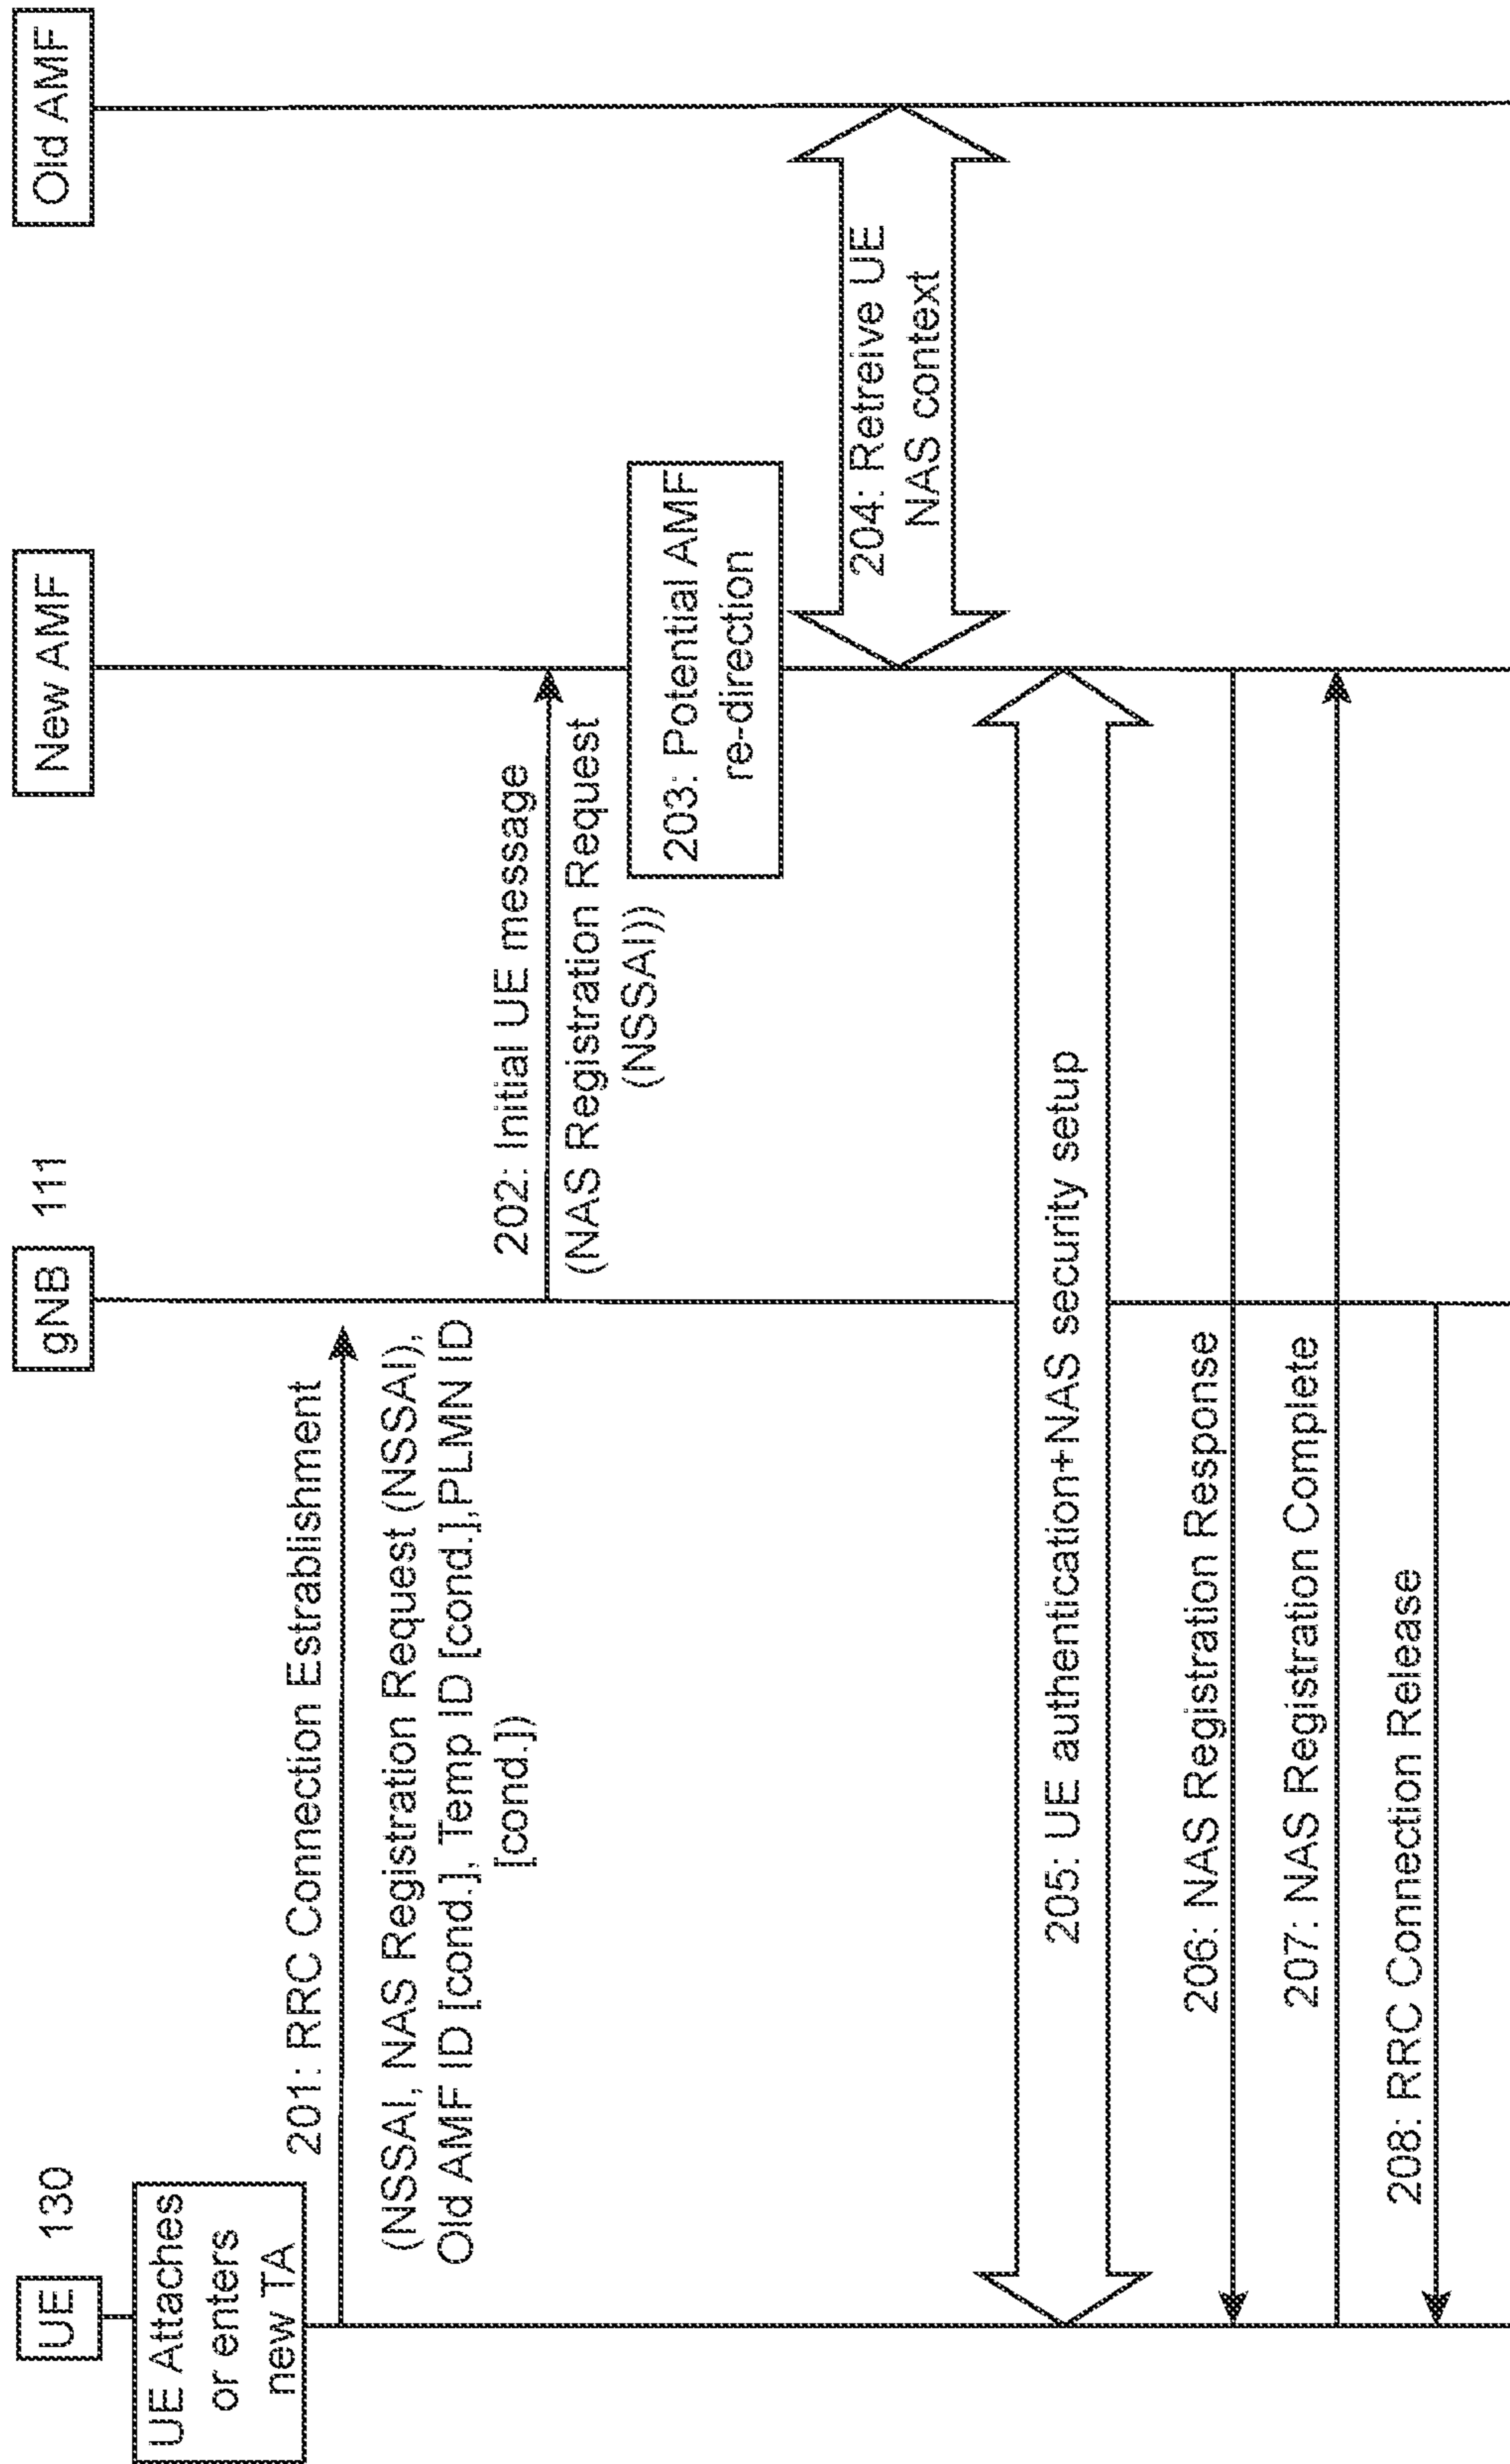 UE 130
gNB 111
New AMF
Old AMF
UE Attaches
or enters
new TA
201: RRC Connection Estrablishment
(NSSAI, NAS Registration Request (NSSAI),
Old AMF ID [cond.], Temp ID [cond.],PLMN ID
[cond.])
202: Initial UE message
(NAS Registration Request
(NSSAI))
203: Potential AMF
re-direction
204: Retreive UE
NAS context
205: UE authentication+NAS security setup
206: NAS Registration Response
207: NAS Registration Complete
208: RRC Connection Release